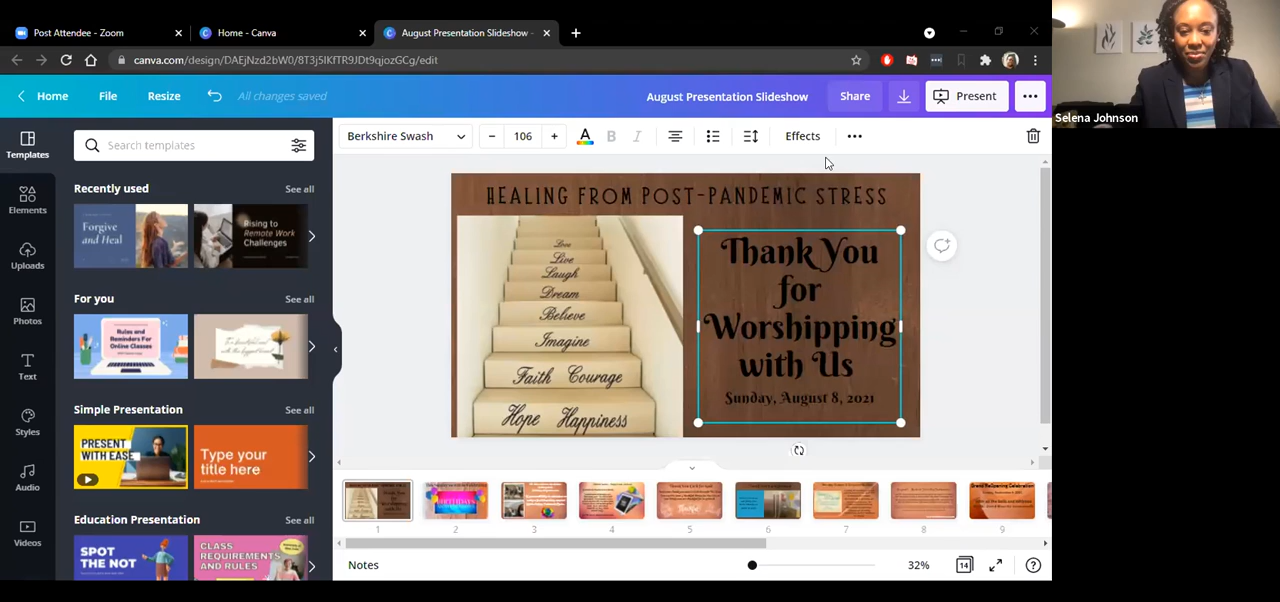 Post Attendee - Zoom
Home - Canva
August Presentation Slideshow -
canva.com/design/DAEjNzd2bW0/8T3j5IKfTR9JDt9qjozGCg/edit
Home
File
Resize
All changes saved
August Presentation Slideshow
Share
Present
Selena Johnson
Templates
Search templates
Berkshire Swash
106
A
B
I
Effects
Recently used
See all
Forgive
and Heal
Rising to
Remote Work
Challenges
For you
See all
Rules and
Reminders For
Online Classes
Simple Presentation
See all
PRESENT
WITH EASE
Type your
title here
Education Presentation
See all
SPOT
THE NOT
CLASS
REQUIREMENTS
AND RULES
Elements
Uploads
Photos
Text
Styles
Audio
Videos
HEALING FROM POST-PANDEMIC STRESS
Love
Live
Laugh
Dream
Believe
Imagine
Faith Courage
Hope Happiness
Thank You
for
Worshipping
with Us
Sunday, August 8, 2021
1
2
3
4
5
6
7
8
9
Notes
32%
14